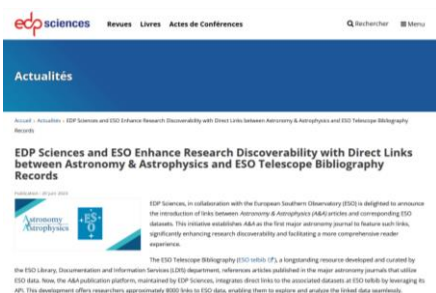 edp sciences Revues Livres Actes de Conférences Rechercher Menu
Actualités
Accueil › Actualités › EDP Sciences and ESO Enhance Research Discoverability with Direct Links between Astronomy & Astrophysics and ESO Telescope Bibliography
Records
EDP Sciences and ESO Enhance Research Discoverability with Direct Links
between Astronomy & Astrophysics and ESO Telescope Bibliography
Records
Astronomy
Astrophysics
ES
O
EDP Sciences, in collaboration with the European Southern Observatory (ESO) is delighted to announce
the introduction of links between Astronomy & Astrophysics (A&A) articles and corresponding ESO
datasets. This initiative establishes A&A as the first major astronomy journal to feature such links,
significantly enhancing research discoverability and facilitating a more comprehensive reader
experience.
The ESO Telescope Bibliography (ESO telbib), a longstanding resource developed and curated by
the ESO Library, Documentation and Information Services (LDIS) department, references articles published in the major astronomy journals that utilize
ESO data. Now, the A&A publication platform, maintained by EDP Sciences, integrates direct links to the associated datasets at ESO telbib by leveraging its
API. This development offers researchers approximately 8000 links to ESO data, enabling them to explore and analyze the linked data seamlessly.